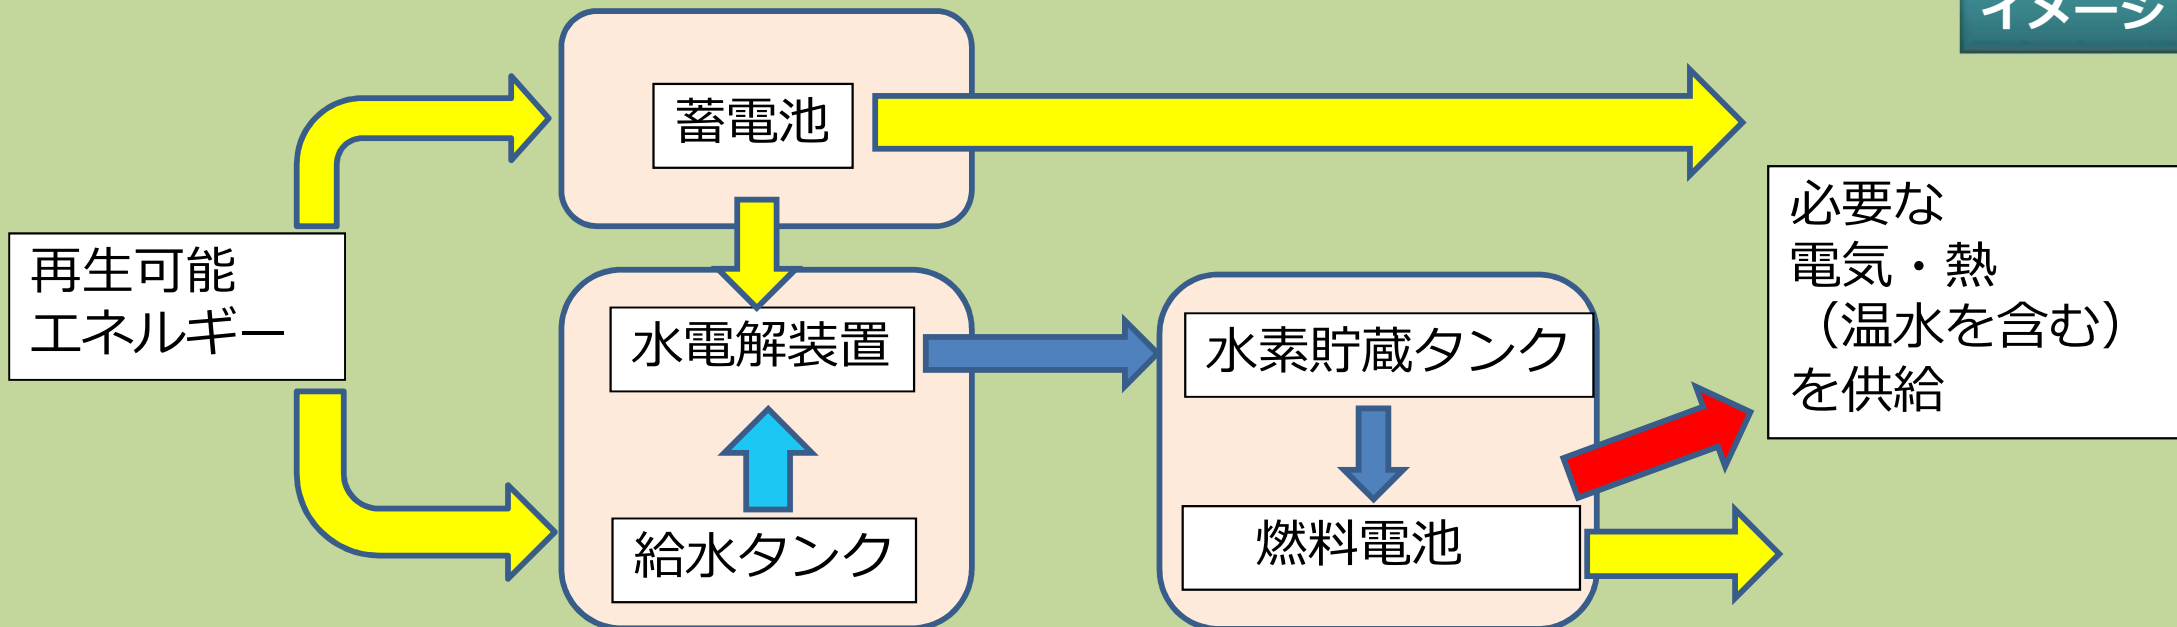 イメージ
蓄電池
再生可能
エネルギー
水電解装置
給水タンク
水素貯蔵タンク
燃料電池
必要な
電気・熱
（温水を含む）
を供給